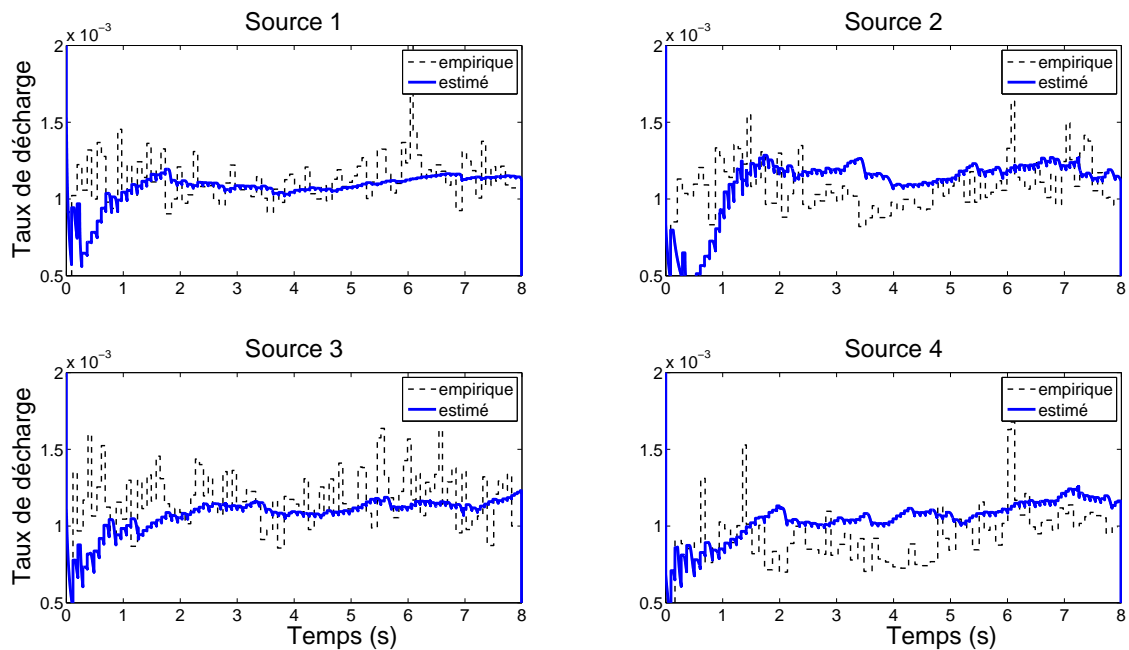 Source 1
x 10⁻³
2
1.5
1
0.5
Taux de décharge
empirique
estimé
0 1 2 3 4 5 6 7 8
Source 2
x 10⁻³
2
1.5
1
0.5
empirique
estimé
0 1 2 3 4 5 6 7 8
Source 3
x 10⁻³
2
1.5
1
0.5
Taux de décharge
empirique
estimé
0 1 2 3 4 5 6 7 8
Temps (s)
Source 4
x 10⁻³
2
1.5
1
0.5
empirique
estimé
0 1 2 3 4 5 6 7 8
Temps (s)